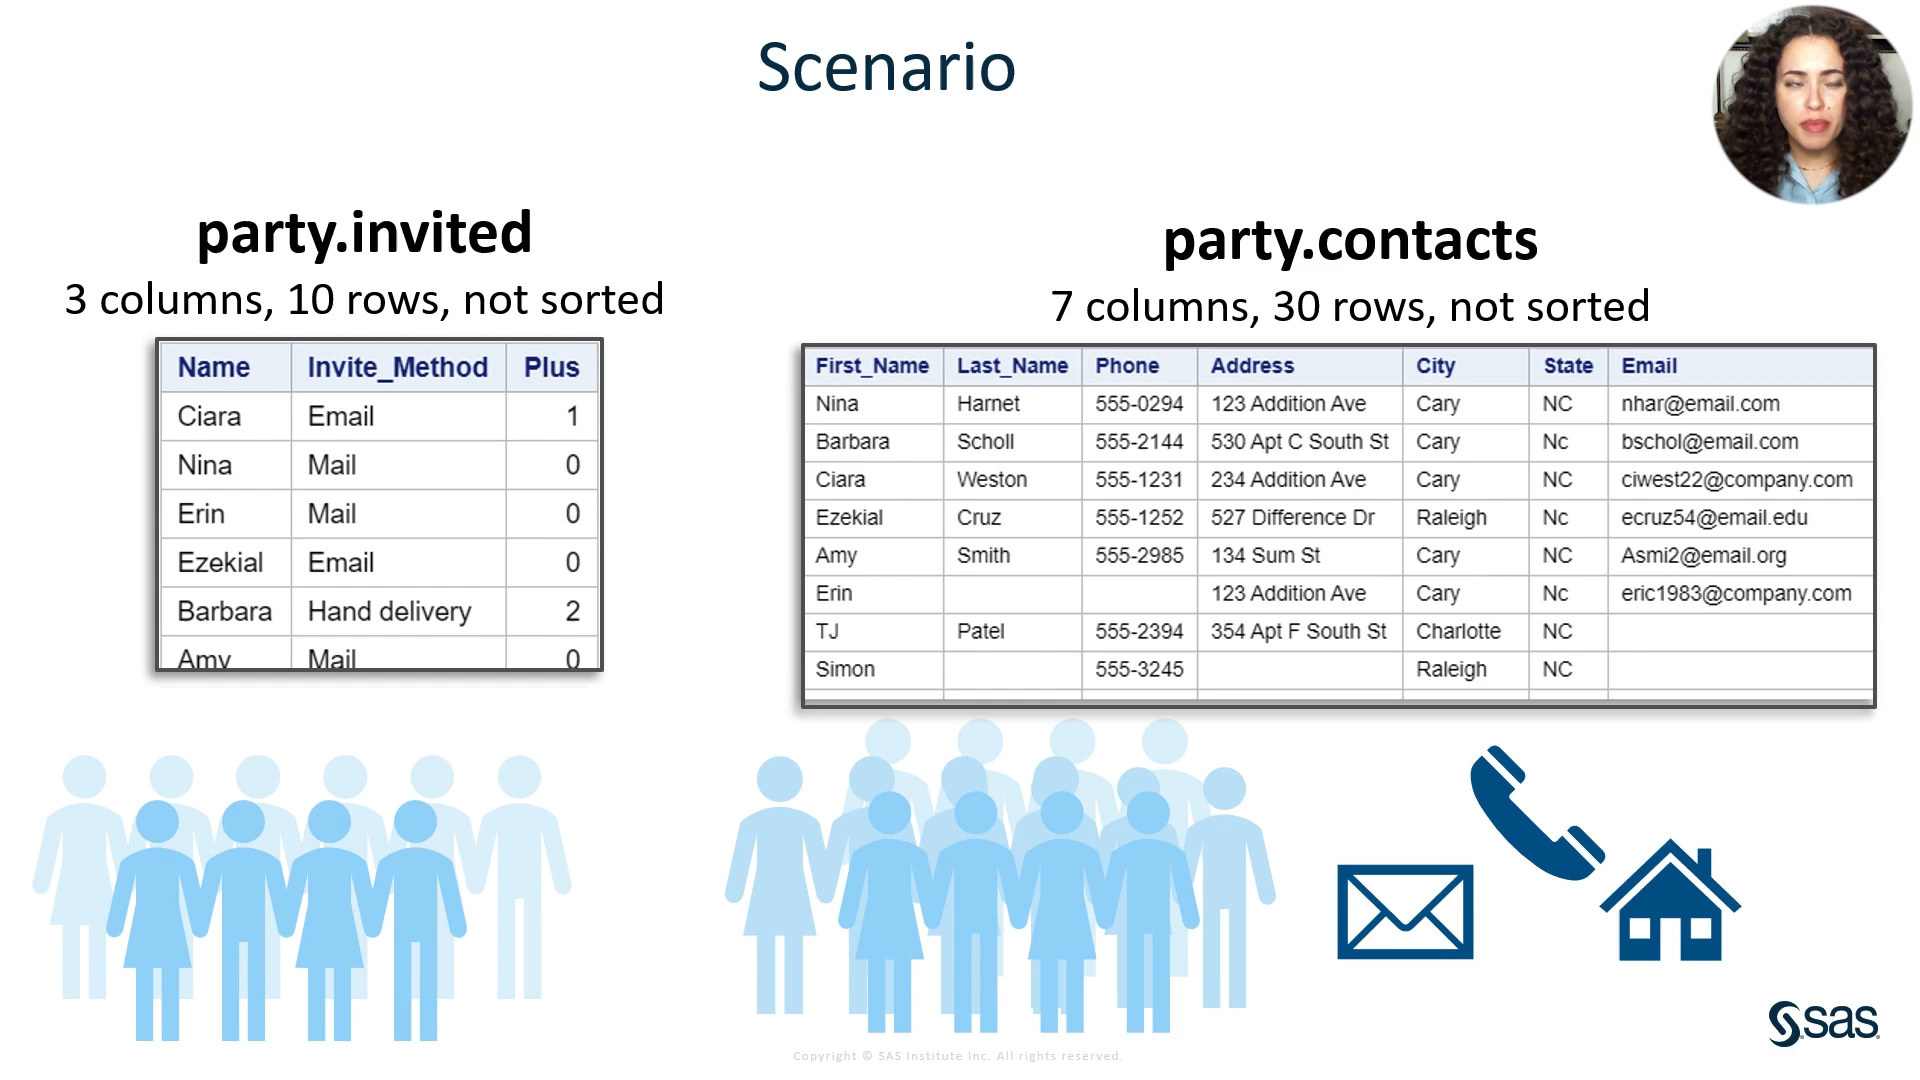 Scenario
party.invited
3 columns, 10 rows, not sorted
Name Invite_Method Plus
Ciara Email 1
Nina Mail 0
Erin Mail 0
Ezekial Email 0
Barbara Hand delivery 2
Amy Mail 0
party.contacts
7 columns, 30 rows, not sorted
First_Name Last_Name Phone Address City State Email
Nina Harnet 555-0294 123 Addition Ave Cary NC nhar@email.com
Barbara Scholl 555-2144 530 Apt C South St Cary Nc bschol@email.com
Ciara Weston 555-1231 234 Addition Ave Cary NC ciwest22@company.com
Ezekial Cruz 555-1252 527 Difference Dr Raleigh Nc ecruz54@email.edu
Amy Smith 555-2985 134 Sum St Cary NC Asmi2@email.org
Erin 123 Addition Ave Cary Nc eric1983@company.com
TJ Patel 555-2394 354 Apt F South St Charlotte NC
Simon 555-3245 Raleigh NC
Copyright © SAS Institute Inc. All rights reserved.
sas